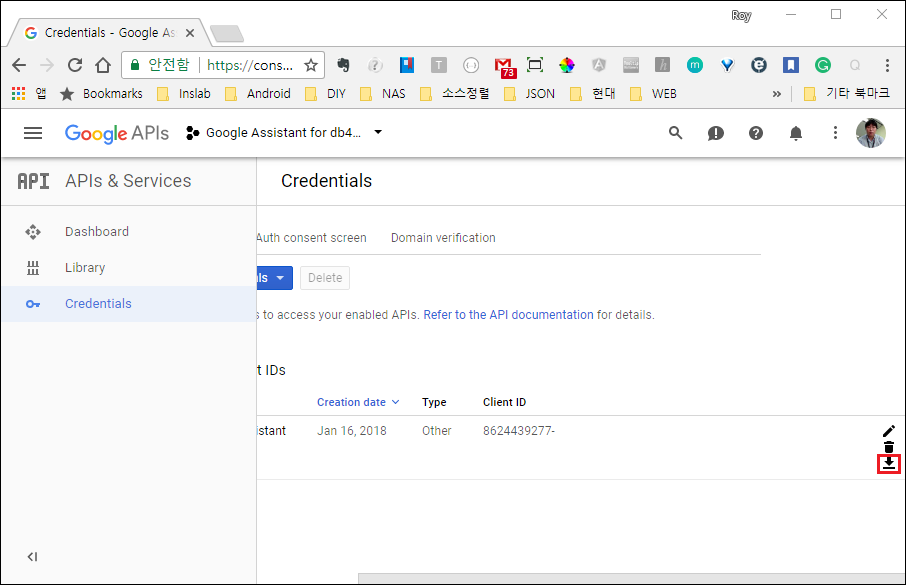 Roy
Credentials - Google As
안전함 https://cons...
T
73
h
m
앱 Bookmarks Inslab Android DIY NAS 소스정렬 JSON 현대 WEB » 기타 북마크
Google APIs Google Assistant for db4...
API APIs & Services
Credentials
Dashboard
Library
Credentials
Auth consent screen Domain verification
ls Delete
s to access your enabled APIs. Refer to the API documentation for details.
t IDs
Creation date Type Client ID
istant Jan 16, 2018 Other 8624439277-